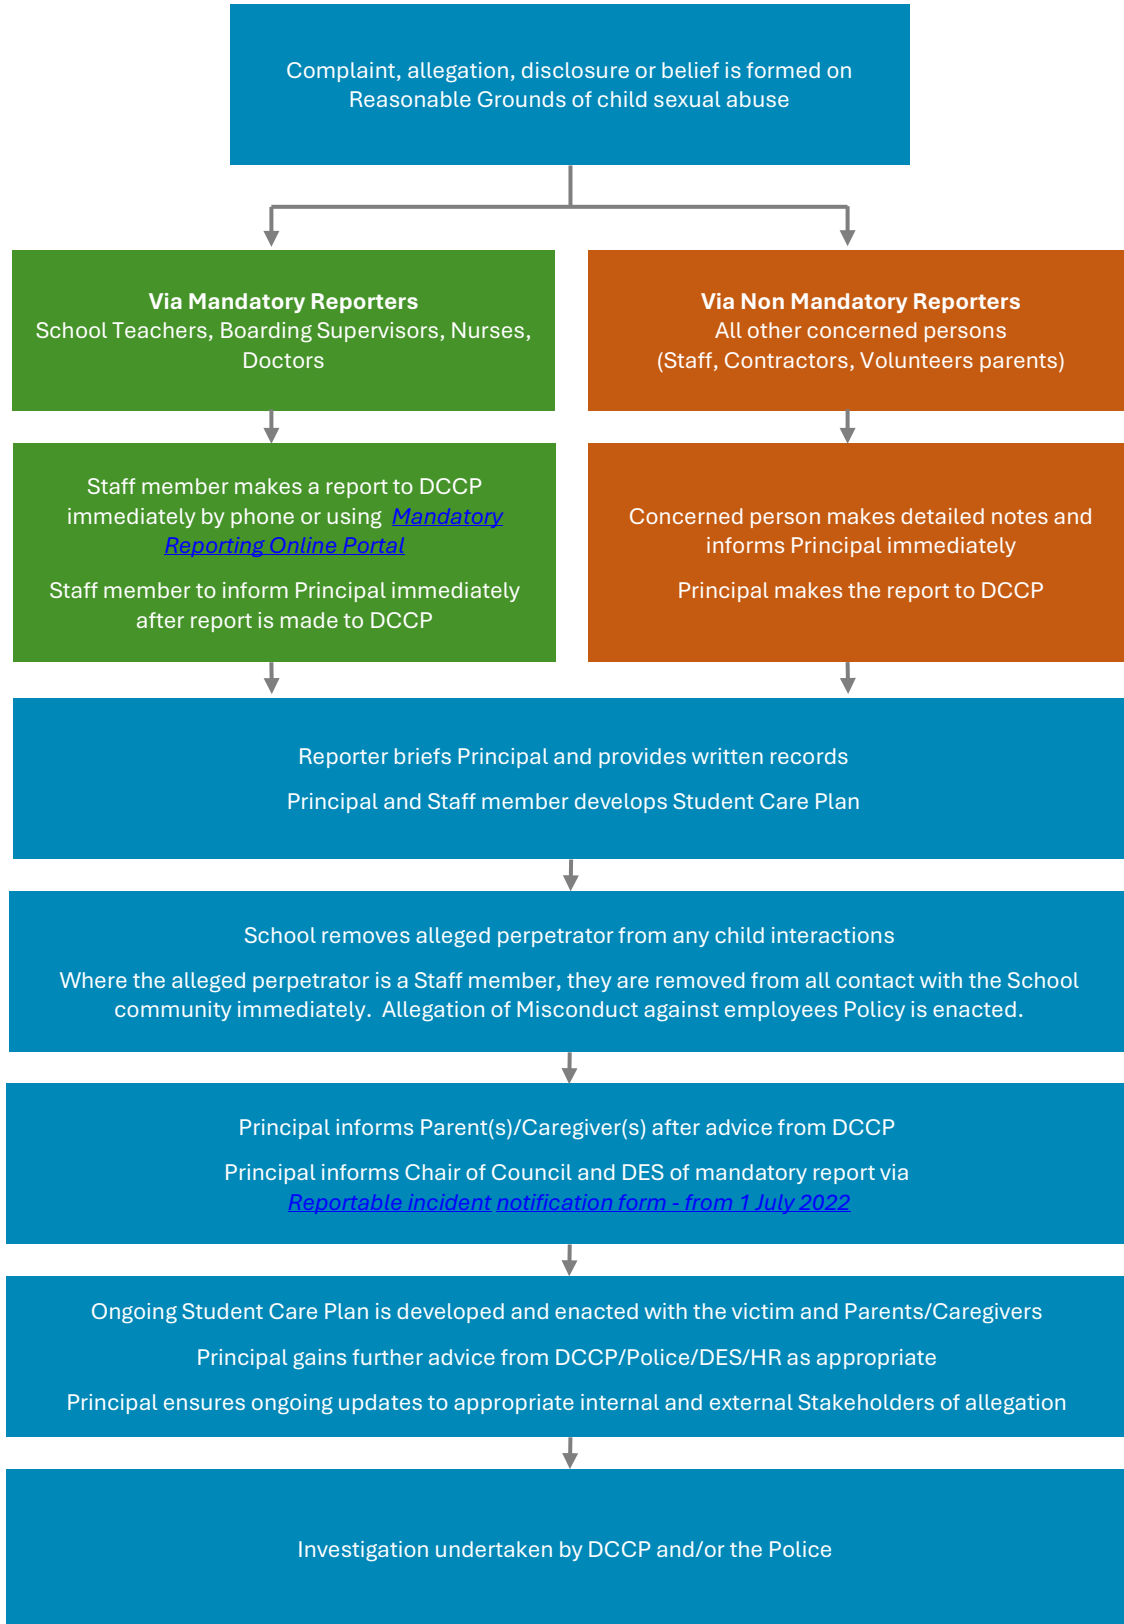 Complaint, allegation, disclosure or belief is formed on
Reasonable Grounds of child sexual abuse
Via Mandatory Reporters
School Teachers, Boarding Supervisors, Nurses,
Doctors
Via Non Mandatory Reporters
All other concerned persons
(Staff, Contractors, Volunteers parents)
Staff member makes a report to DCCP
immediately by phone or using Mandatory
Reporting Online Portal
Staff member to inform Principal immediately
after report is made to DCCP
Concerned person makes detailed notes and
informs Principal immediately
Principal makes the report to DCCP
Reporter briefs Principal and provides written records
Principal and Staff member develops Student Care Plan
School removes alleged perpetrator from any child interactions
Where the alleged perpetrator is a Staff member, they are removed from all contact with the School
community immediately. Allegation of Misconduct against employees Policy is enacted.
Principal informs Parent(s)/Caregiver(s) after advice from DCCP
Principal informs Chair of Council and DES of mandatory report via
Reportable incident notification form - from 1 July 2022
Ongoing Student Care Plan is developed and enacted with the victim and Parents/Caregivers
Principal gains further advice from DCCP/Police/DES/HR as appropriate
Principal ensures ongoing updates to appropriate internal and external Stakeholders of allegation
Investigation undertaken by DCCP and/or the Police